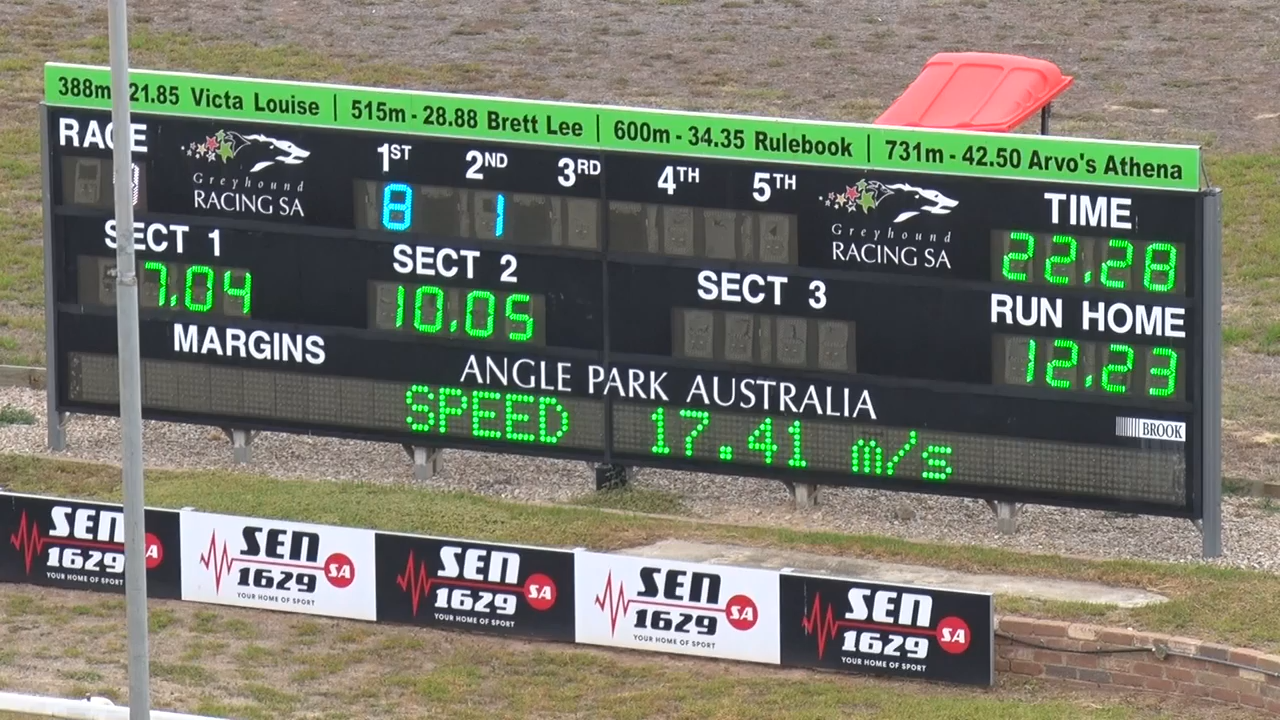 388m 21.85 Victa Louise | 515m - 28.88 Brett Lee | 600m - 34.35 Rulebook | 731m - 42.50 Arvo's Athena
RACE
Greyhound
RACING SA
1ST 2ND 3RD 4TH 5TH
8 1
Greyhound
RACING SA
TIME
22.28
SECT 1
7.04
SECT 2
10.05
SECT 3
RUN HOME
12.23
MARGINS
ANGLE PARK AUSTRALIA
SPEED 17.41 m/s
BROOK
SEN
1629 SA
YOUR HOME OF SPORT
SEN
1629 SA
YOUR HOME OF SPORT
SEN
1629 SA
YOUR HOME OF SPORT
SEN
1629 SA
YOUR HOME OF SPORT
SEN
1629 SA
YOUR HOME OF SPORT